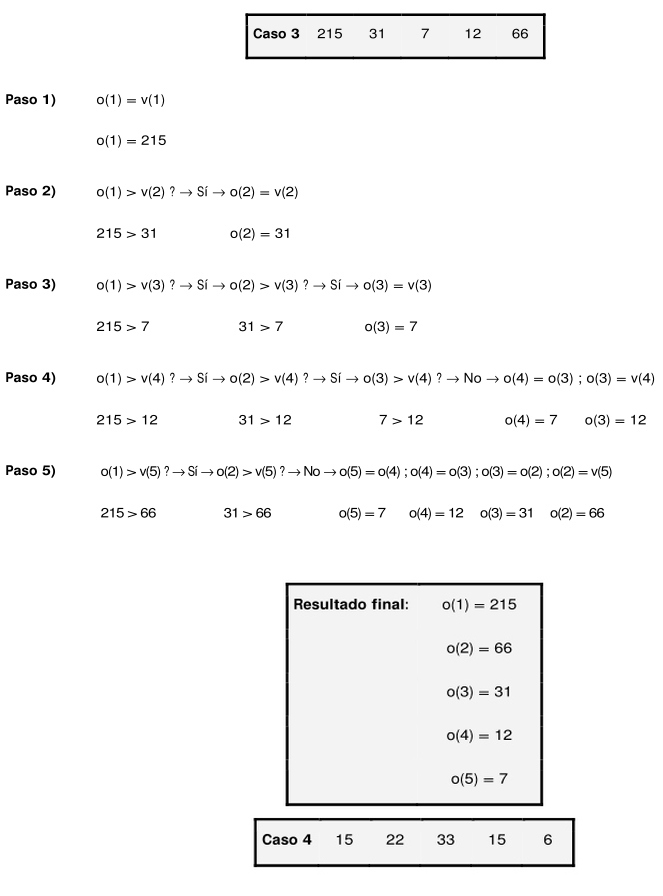 Caso 3 215 31 7 12 66
Paso 1) o(1) = v(1)
o(1) = 215
Paso 2) o(1) > v(2) ? → Sí → o(2) = v(2)
215 > 31 o(2) = 31
Paso 3) o(1) > v(3) ? → Sí → o(2) > v(3) ? → Sí → o(3) = v(3)
215 > 7 31 > 7 o(3) = 7
Paso 4) o(1) > v(4) ? → Sí → o(2) > v(4) ? → Sí → o(3) > v(4) ? → No → o(4) = o(3) ; o(3) = v(4)
215 > 12 31 > 12 7 > 12 o(4) = 7 o(3) = 12
Paso 5) o(1) > v(5) ? → Sí → o(2) > v(5) ? → No → o(5) = o(4) ; o(4) = o(3) ; o(3) = o(2) ; o(2) = v(5)
215 > 66 31 > 66 o(5) = 7 o(4) = 12 o(3) = 31 o(2) = 66
Resultado final: o(1) = 215
o(2) = 66
o(3) = 31
o(4) = 12
o(5) = 7
Caso 4 15 22 33 15 6